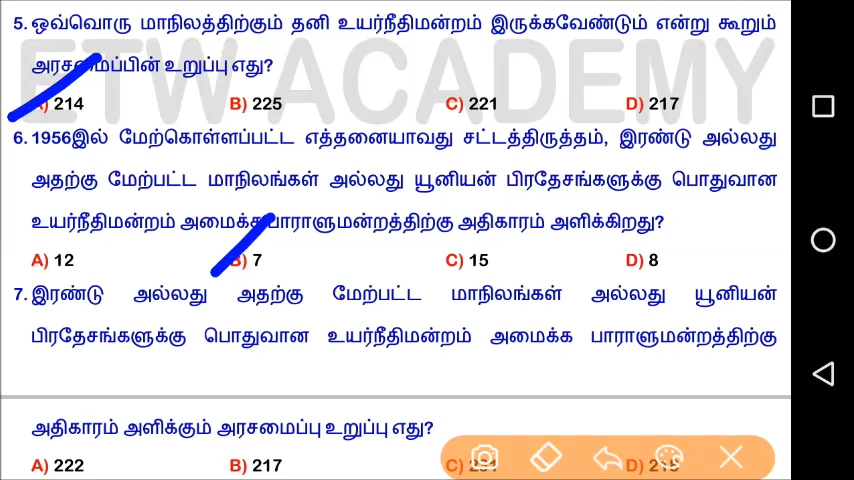 ETW ACADEMY
5. ஒவ்வொரு மாநிலத்திற்கும் தனி உயர்நீதிமன்றம் இருக்கவேண்டும் என்று கூறும்
அரசமைப்பின் உறுப்பு எது?
A) 214 B) 225 C) 221 D) 217
6. 1956இல் மேற்கொள்ளப்பட்ட எத்தனையாவது சட்டத்திருத்தம், இரண்டு அல்லது
அதற்கு மேற்பட்ட மாநிலங்கள் அல்லது யூனியன் பிரதேசங்களுக்கு பொதுவான
உயர்நீதிமன்றம் அமைக்க பாராளுமன்றத்திற்கு அதிகாரம் அளிக்கிறது?
A) 12 B) 7 C) 15 D) 8
7. இரண்டு அல்லது அதற்கு மேற்பட்ட மாநிலங்கள் அல்லது யூனியன்
பிரதேசங்களுக்கு பொதுவான உயர்நீதிமன்றம் அமைக்க பாராளுமன்றத்திற்கு
அதிகாரம் அளிக்கும் அரசமைப்பு உறுப்பு எது?
A) 222 B) 217 C) 231 D)